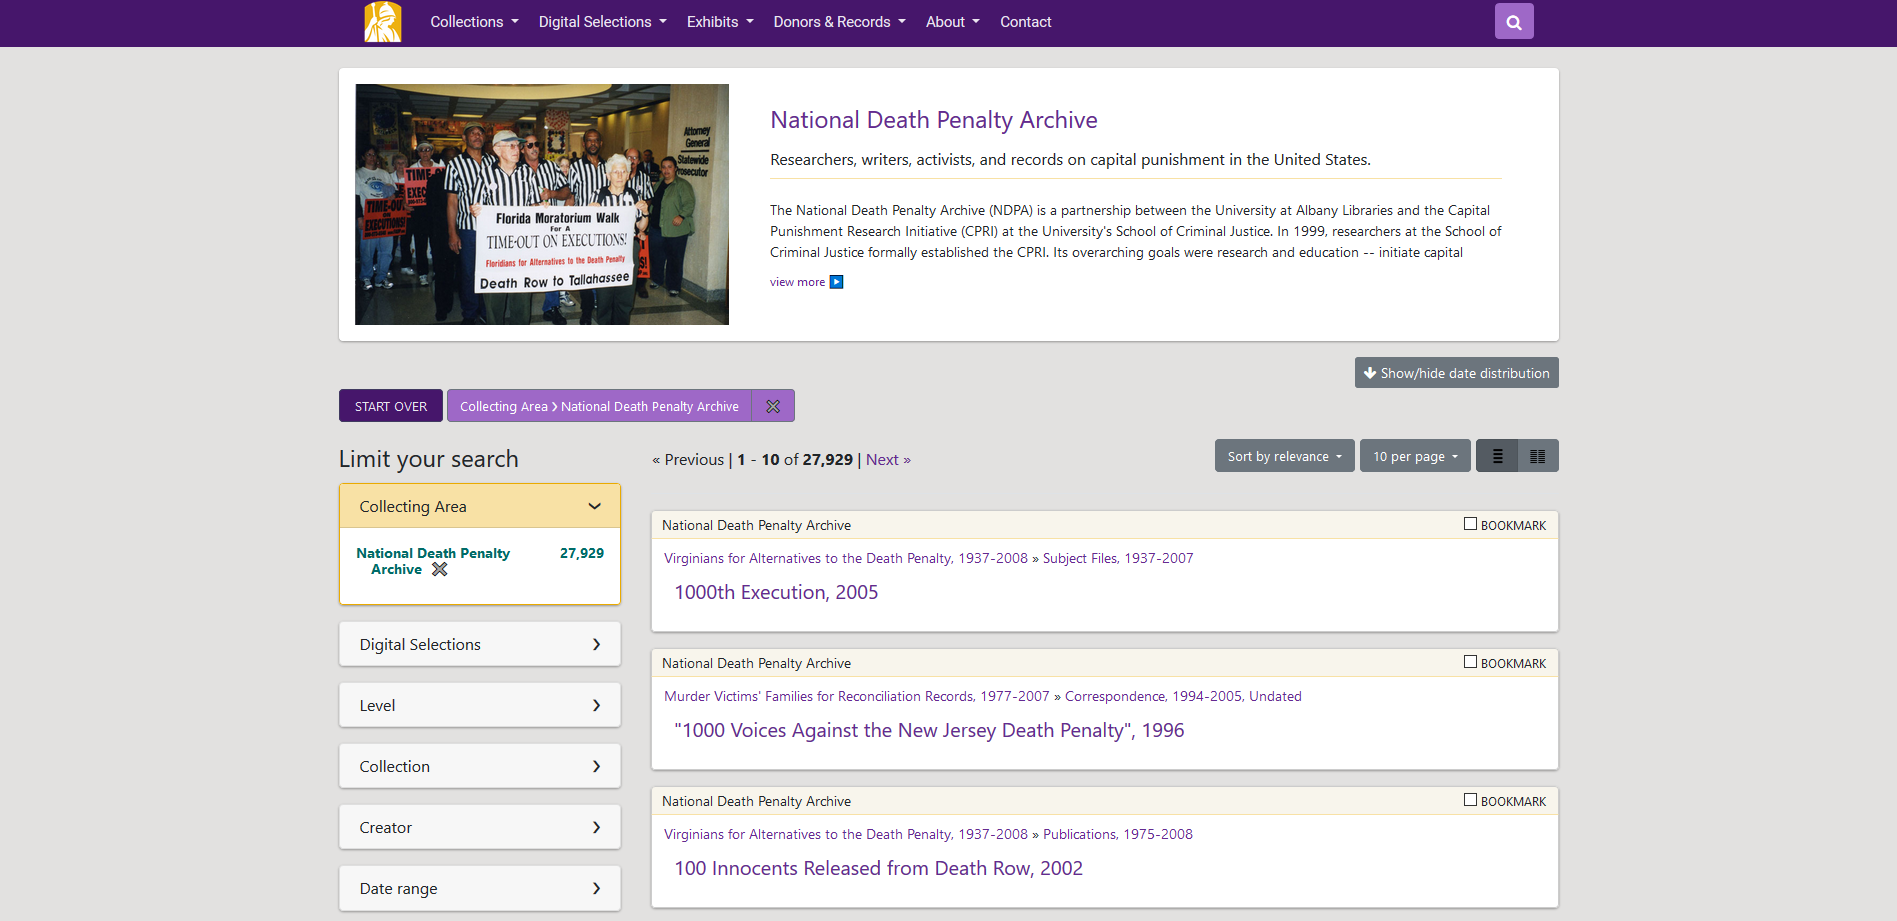 Collections Digital Selections Exhibits Donors & Records About Contact
TIME-
EXEC
TIME-OUT
EXECUTIONS!
Attorney
General
Statewide
Prosecutor
Florida Moratorium Walk
For A
TIME-OUT ON EXECUTIONS!
Floridians for Alternatives to the Death Penalty
Death Row to Tallahassee
National Death Penalty Archive
Researchers, writers, activists, and records on capital punishment in the United States.
The National Death Penalty Archive (NDPA) is a partnership between the University at Albany Libraries and the Capital
Punishment Research Initiative (CPRI) at the University's School of Criminal Justice. In 1999, researchers at the School of
Criminal Justice formally established the CPRI. Its overarching goals were research and education -- initiate capital
view more
Show/hide date distribution
START OVER Collecting Area ❯ National Death Penalty Archive
Limit your search
« Previous | 1 - 10 of 27,929 | Next »
Sort by relevance 10 per page
Collecting Area
National Death Penalty 27,929
Archive
Digital Selections
Level
Collection
Creator
Date range
National Death Penalty Archive BOOKMARK
Virginians for Alternatives to the Death Penalty, 1937-2008 » Subject Files, 1937-2007
1000th Execution, 2005
National Death Penalty Archive BOOKMARK
Murder Victims' Families for Reconciliation Records, 1977-2007 » Correspondence, 1994-2005, Undated
"1000 Voices Against the New Jersey Death Penalty", 1996
National Death Penalty Archive BOOKMARK
Virginians for Alternatives to the Death Penalty, 1937-2008 » Publications, 1975-2008
100 Innocents Released from Death Row, 2002